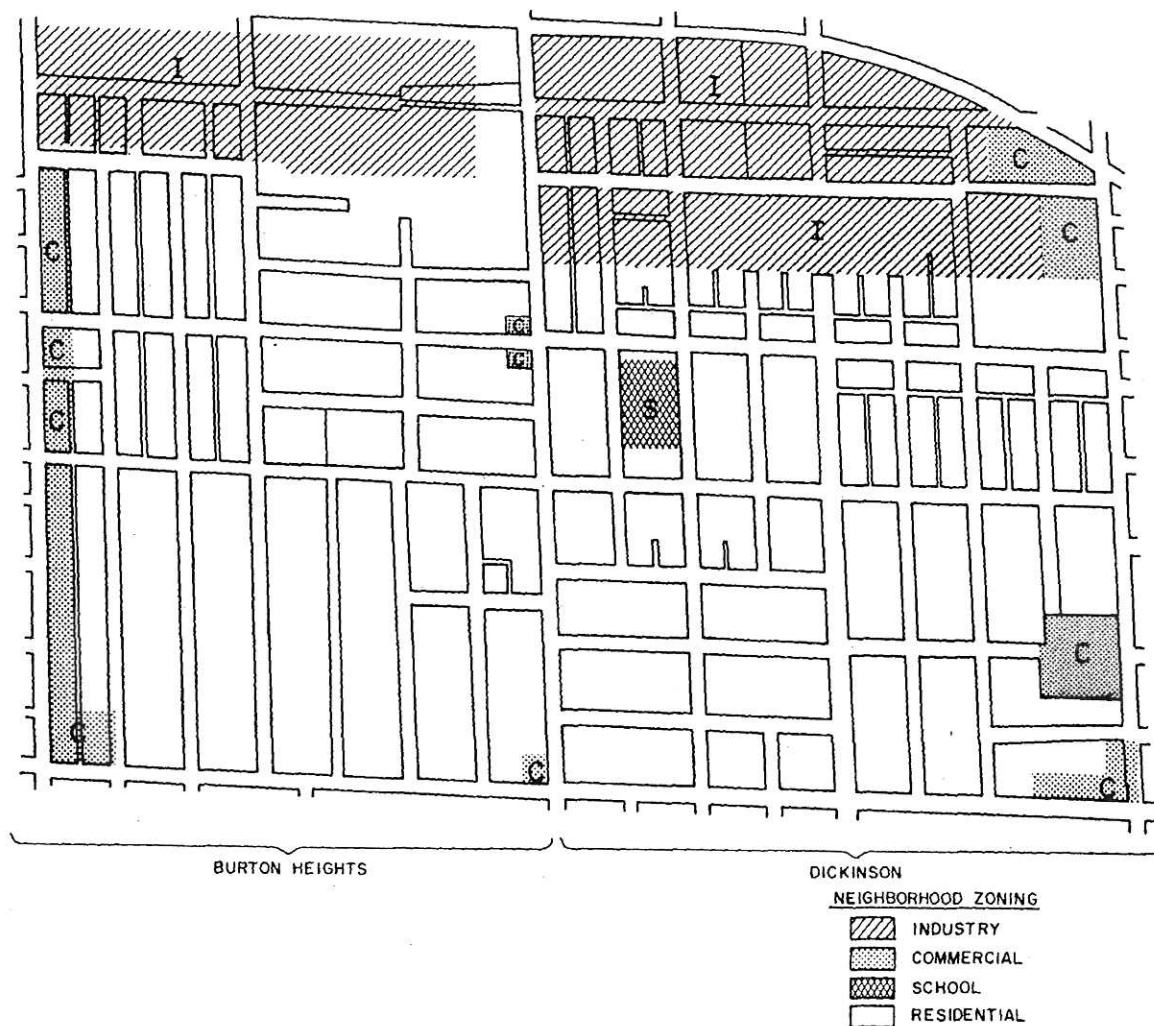 I
I
C
I
C
C
C
C
C
C
S
C
C
C
C
BURTON HEIGHTS
DICKINSON
NEIGHBORHOOD ZONING
INDUSTRY
COMMERCIAL
SCHOOL
RESIDENTIAL